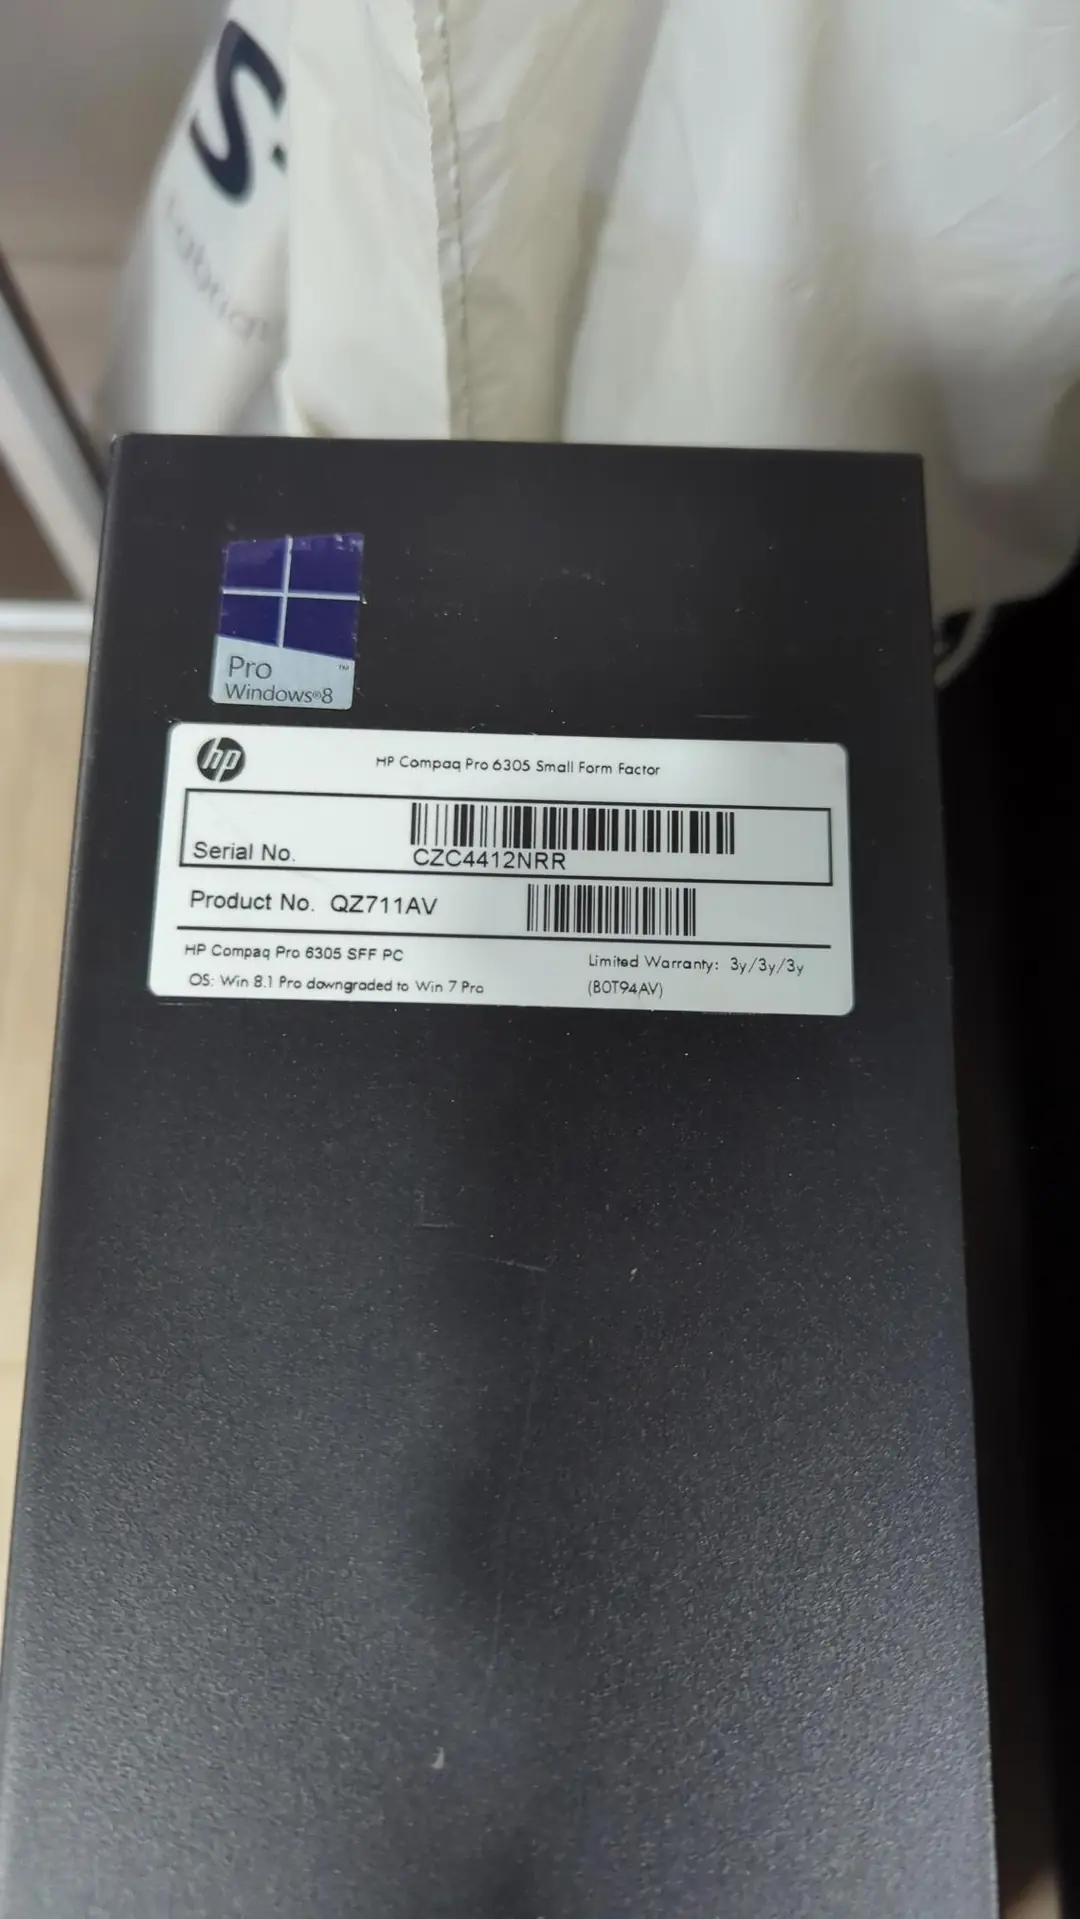 S.
Pro ™
Windows®8
hp
HP Compaq Pro 6305 Small Form Factor
Serial No.
CZC4412NRR
Product No. QZ711AV
HP Compaq Pro 6305 SFF PC
Limited Warranty: 3y/3y/3y
OS: Win 8.1 Pro downgraded to Win 7 Pro
(B0T94AV)